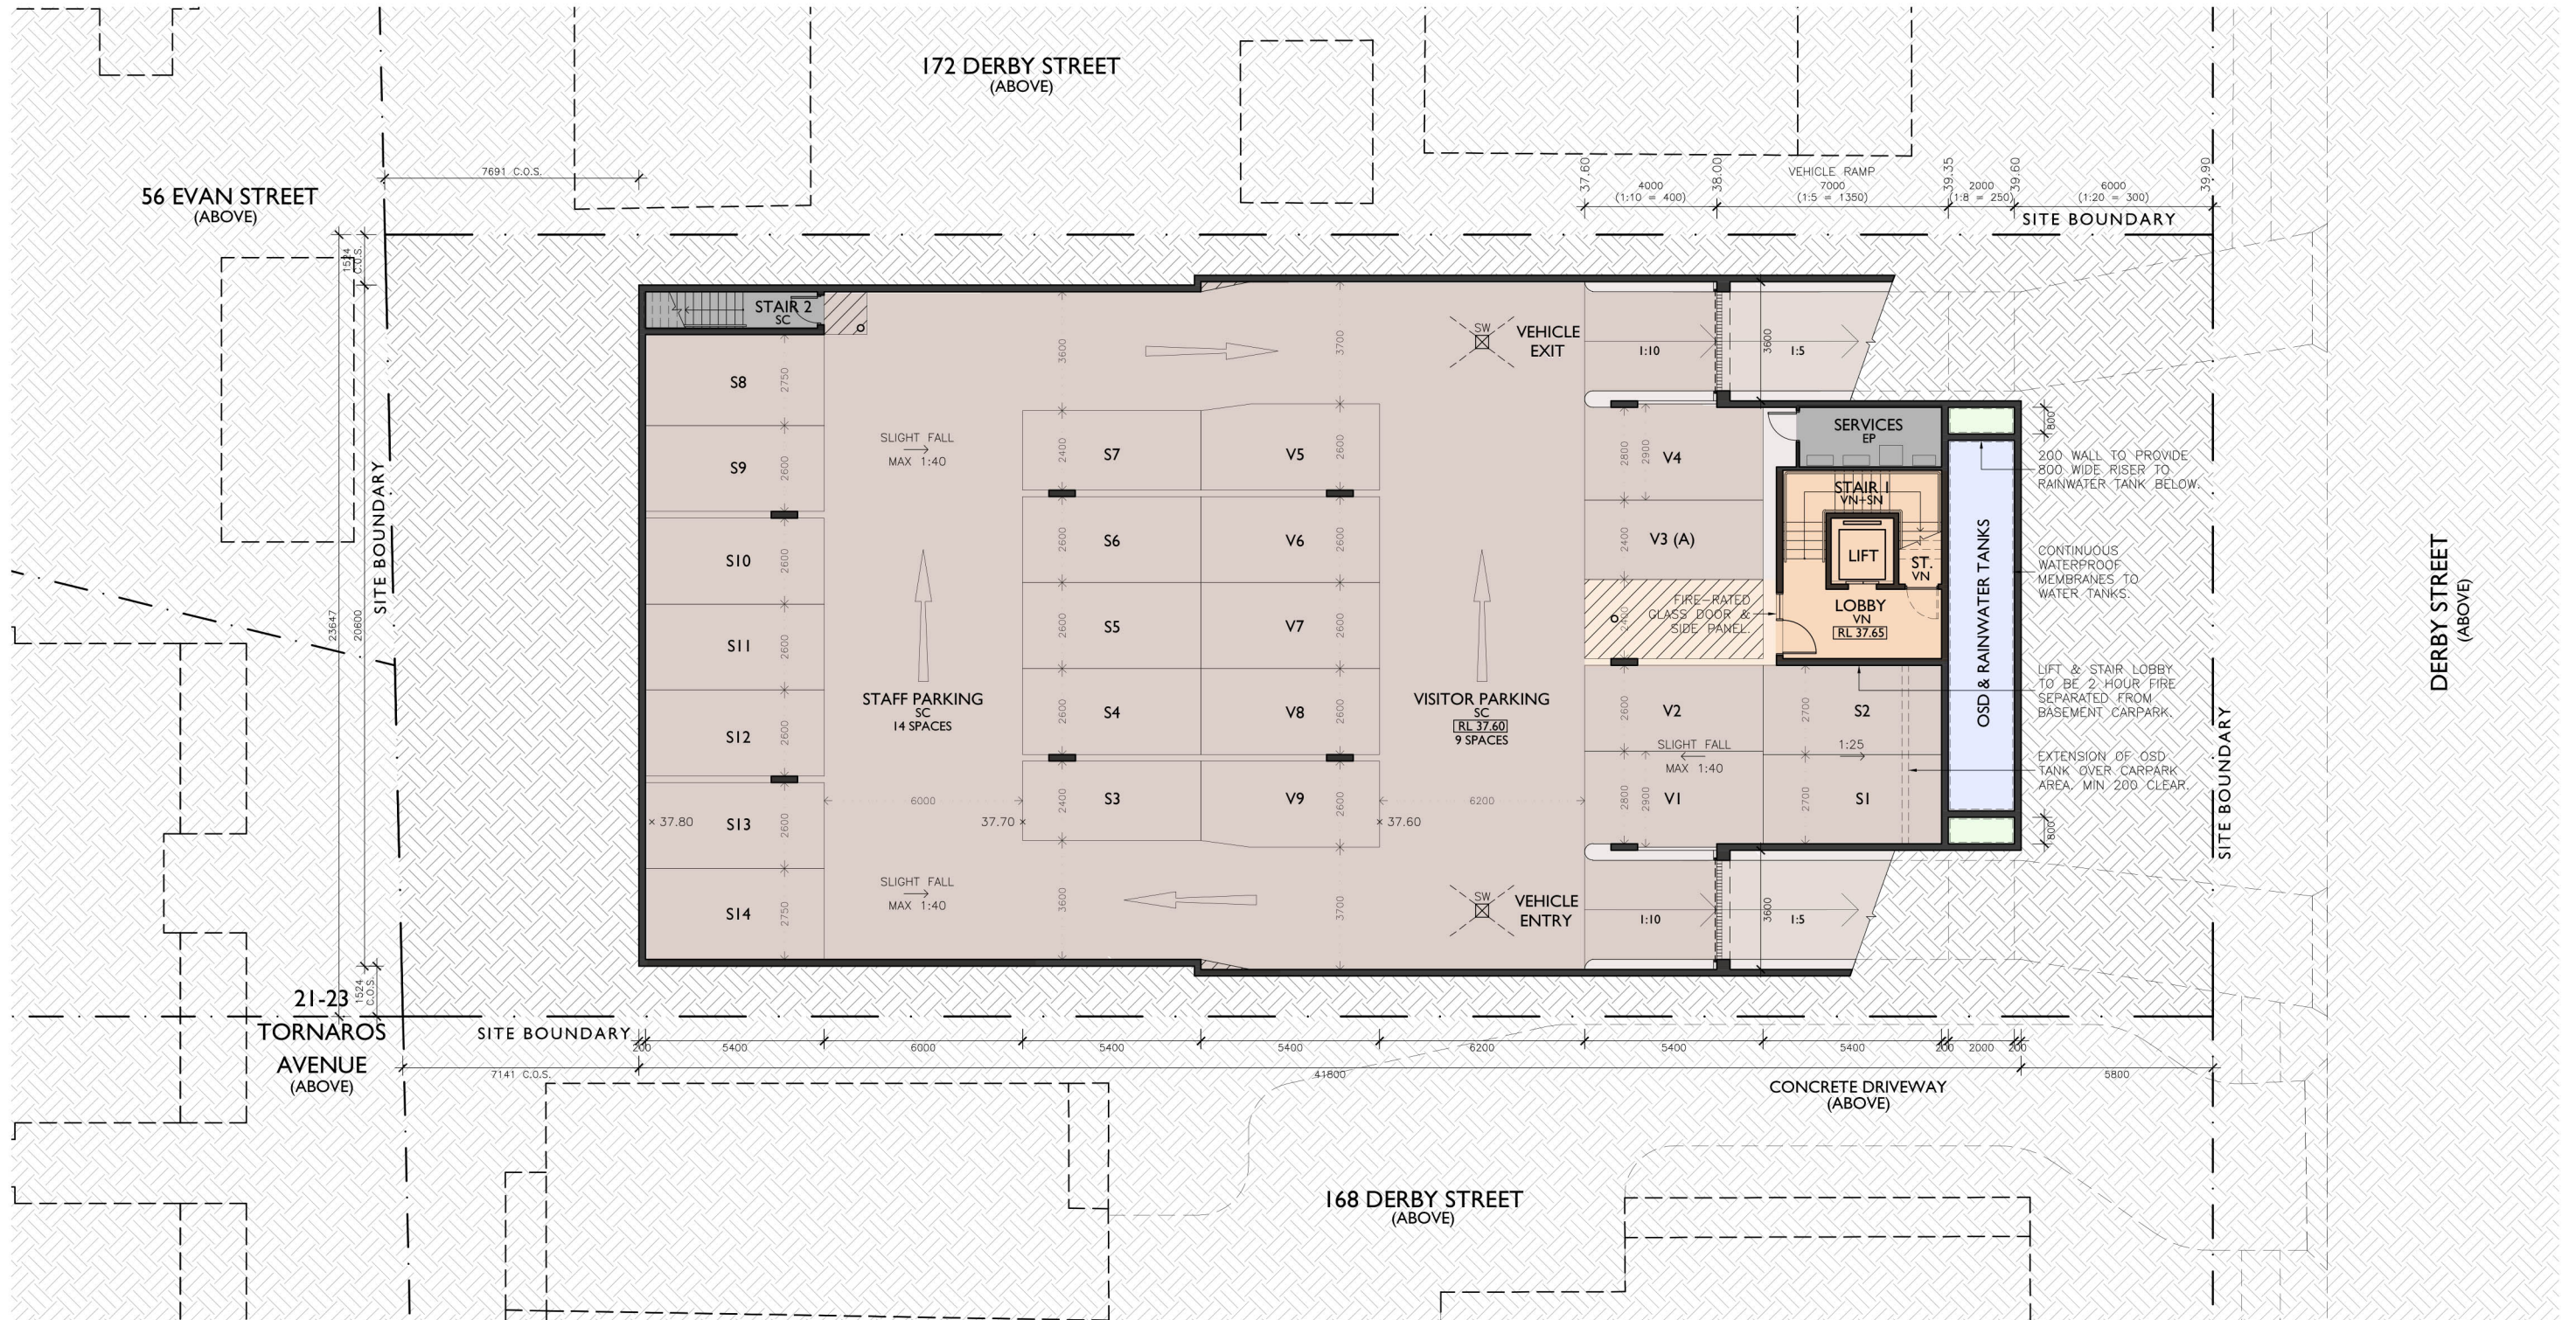 172 DERBY STREET
(ABOVE)
56 EVAN STREET
(ABOVE)
7691 C.O.S.
37.60
38.00
39.35
39.60
39.90
VEHICLE RAMP
4000
(1:10 = 400)
7000
(1:5 = 1350)
2000
(1:8 = 250)
6000
(1:20 = 300)
SITE BOUNDARY
1524
C.O.S.
23647
20600
SITE BOUNDARY
1524
C.O.S.
STAIR 2
SC
S8
2750
S9
2600
S10
2600
S11
2600
S12
2600
S13
2600
S14
2750
× 37.80
SLIGHT FALL
MAX 1:40
STAFF PARKING
SC
14 SPACES
6000
37.70 ×
SLIGHT FALL
MAX 1:40
3600
3700
S7
2400
V5
2600
S6
2600
V6
2600
S5
2600
V7
2600
S4
2600
V8
2600
S3
2400
V9
2600
3600
3700
× 37.60
SW
VEHICLE
EXIT
VISITOR PARKING
SC
RL 37.60
9 SPACES
6200
SW
VEHICLE
ENTRY
1:10
3600
1:5
2800
2900
V4
2400
V3 (A)
2400
FIRE-RATED
GLASS DOOR &
SIDE PANEL.
2600
V2
2700
S2
SLIGHT FALL
MAX 1:40
1:25
2800
2900
V1
2700
S1
1:10
3600
1:5
SERVICES
EP
STAIR 1
VN+SN
LIFT
ST.
VN
LOBBY
VN
RL 37.65
OSD & RAINWATER TANKS
800
200 WALL TO PROVIDE
800 WIDE RISER TO
RAINWATER TANK BELOW.
CONTINUOUS
WATERPROOF
MEMBRANES TO
WATER TANKS.
LIFT & STAIR LOBBY
TO BE 2 HOUR FIRE
SEPARATED FROM
BASEMENT CARPARK.
EXTENSION OF OSD
TANK OVER CARPARK
AREA. MIN 200 CLEAR.
800
SITE BOUNDARY
DERBY STREET
(ABOVE)
21-23
TORNAROS
AVENUE
(ABOVE)
SITE BOUNDARY
200
5400
6000
5400
5400
6200
5400
5400
200
2000
200
7141 C.O.S.
41800
5800
CONCRETE DRIVEWAY
(ABOVE)
168 DERBY STREET
(ABOVE)